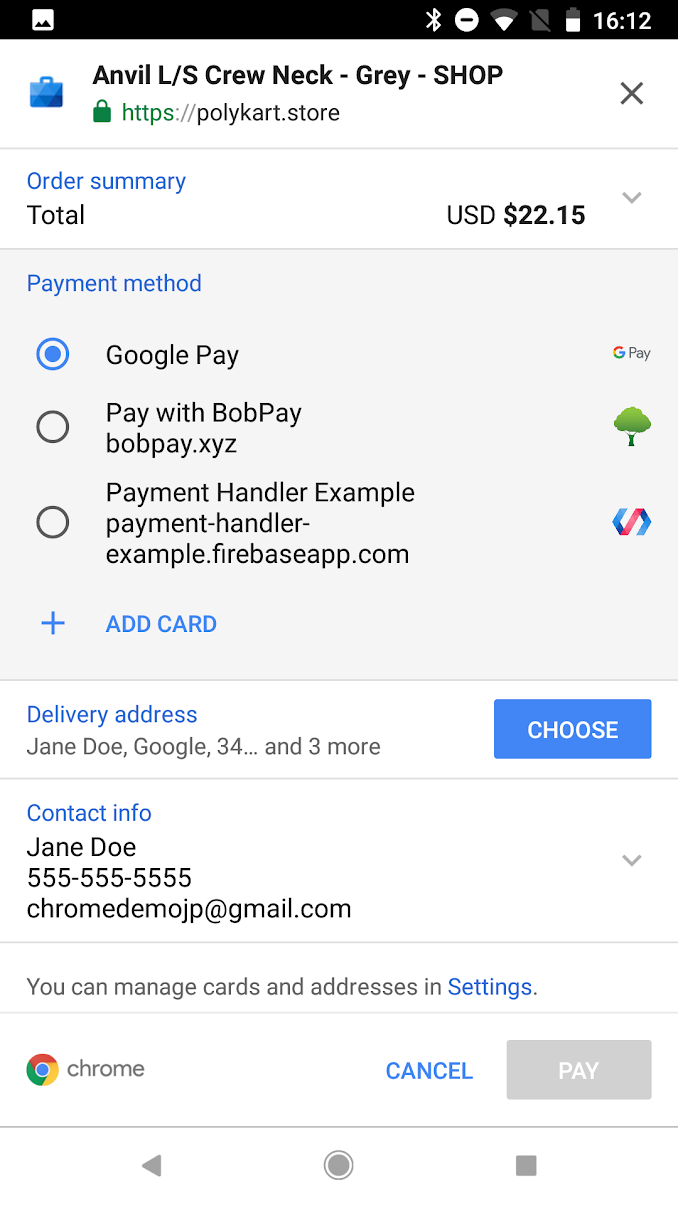 16:12
Anvil L/S Crew Neck - Grey - SHOP
https://polykart.store
Order summary
Total USD $22.15
Payment method
Google Pay
G Pay
Pay with BobPay
bobpay.xyz
Payment Handler Example
payment-handler-
example.firebaseapp.com
ADD CARD
Delivery address
Jane Doe, Google, 34... and 3 more
CHOOSE
Contact info
Jane Doe
555-555-5555
chromedemojp@gmail.com
You can manage cards and addresses in Settings.
chrome
CANCEL
PAY